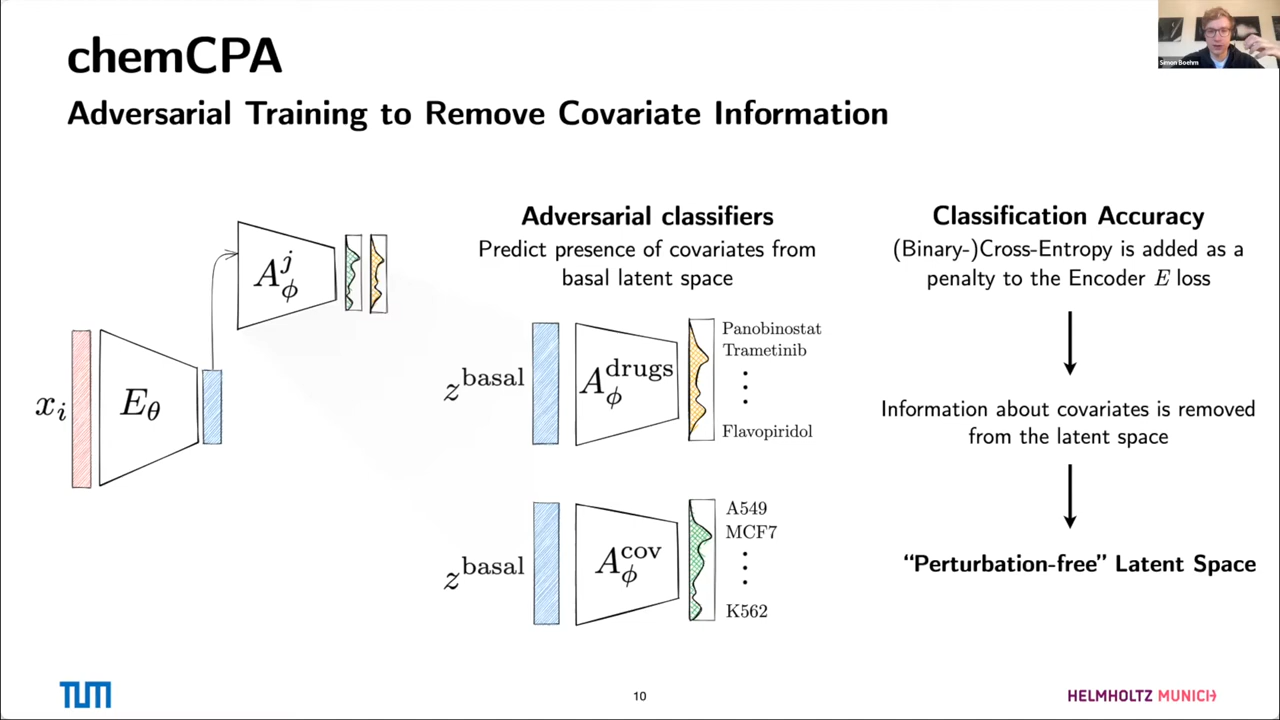 chemCPA
Adversarial Training to Remove Covariate Information
Simon Boehm
x_i
E_θ
A_ϕ^j
Adversarial classifiers
Predict presence of covariates from
basal latent space
z^basal
A_ϕ^drugs
Panobinostat
Trametinib
Flavopiridol
z^basal
A_ϕ^cov
A549
MCF7
K562
Classification Accuracy
(Binary-)Cross-Entropy is added as a
penalty to the Encoder E loss
Information about covariates is removed
from the latent space
“Perturbation-free” Latent Space
TUM
10
HELMHOLTZ MUNICH